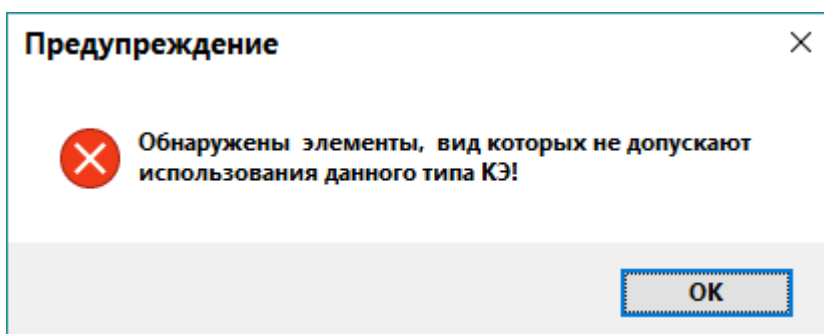 Предупреждение
Обнаружены элементы, вид которых не допускают
использования данного типа КЭ!
OK